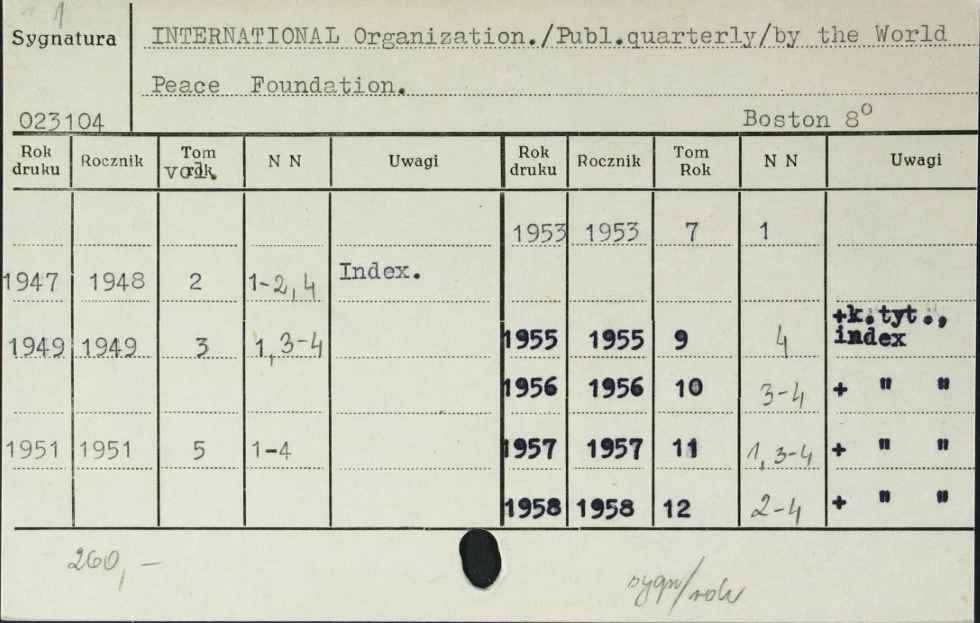 1
Sygnatura
INTERNATIONAL Organization./Publ.quarterly/by the World
Peace Foundation.
023104
Boston 8°
Rok druku Rocznik Tom vol. N N Uwagi Rok druku Rocznik Tom Rok N N Uwagi
1953 1953 7 1
1947 1948 2 1-2,4 Index.
1949 1949 3 1,3-4 1955 1955 9 4 +k.tyt., index
1956 1956 10 3-4 + " "
1951 1951 5 1-4 1957 1957 11 1,3-4 + " "
1958 1958 12 2-4 + " "
260,—
sygn/rok